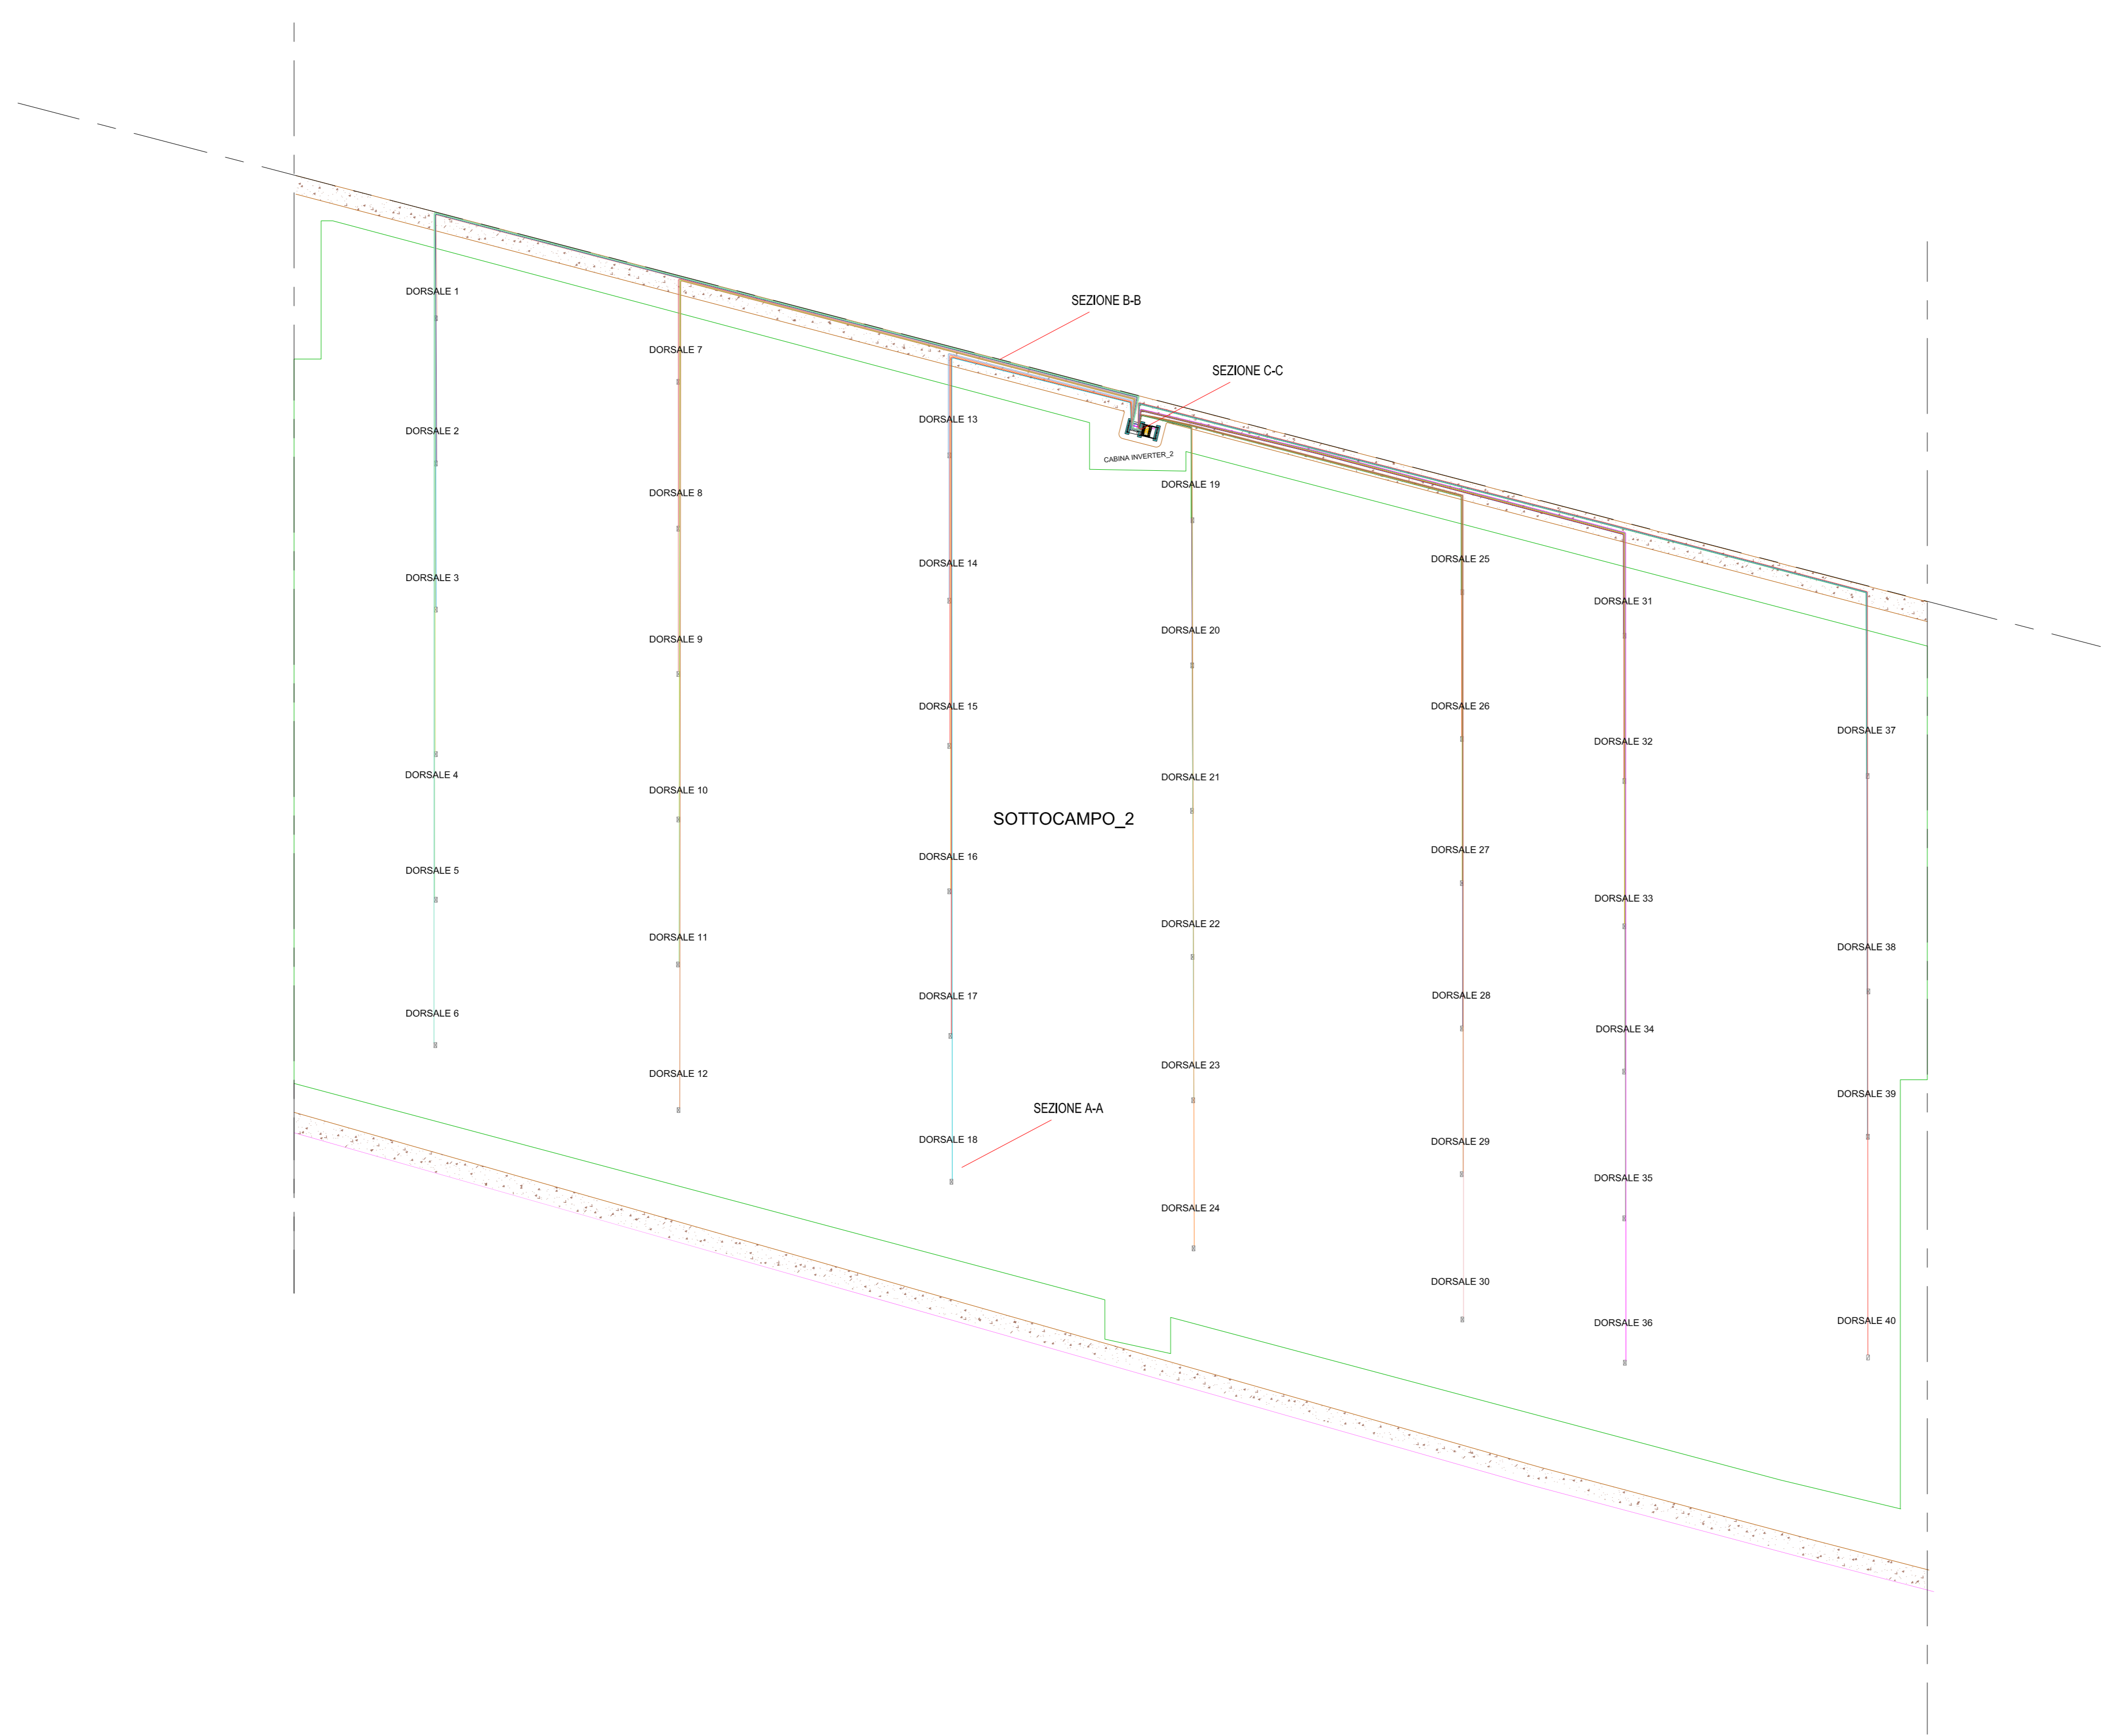 DORSALE 1
DORSALE 2
DORSALE 3
DORSALE 4
DORSALE 5
DORSALE 6
DORSALE 7
DORSALE 8
DORSALE 9
DORSALE 10
DORSALE 11
DORSALE 12
SEZIONE B-B
SEZIONE C-C
CABINA INVERTER_2
DORSALE 13
DORSALE 14
DORSALE 15
DORSALE 16
DORSALE 17
DORSALE 18
SOTTOCAMPO_2
SEZIONE A-A
DORSALE 19
DORSALE 20
DORSALE 21
DORSALE 22
DORSALE 23
DORSALE 24
DORSALE 25
DORSALE 26
DORSALE 27
DORSALE 28
DORSALE 29
DORSALE 30
DORSALE 31
DORSALE 32
DORSALE 33
DORSALE 34
DORSALE 35
DORSALE 36
DORSALE 37
DORSALE 38
DORSALE 39
DORSALE 40